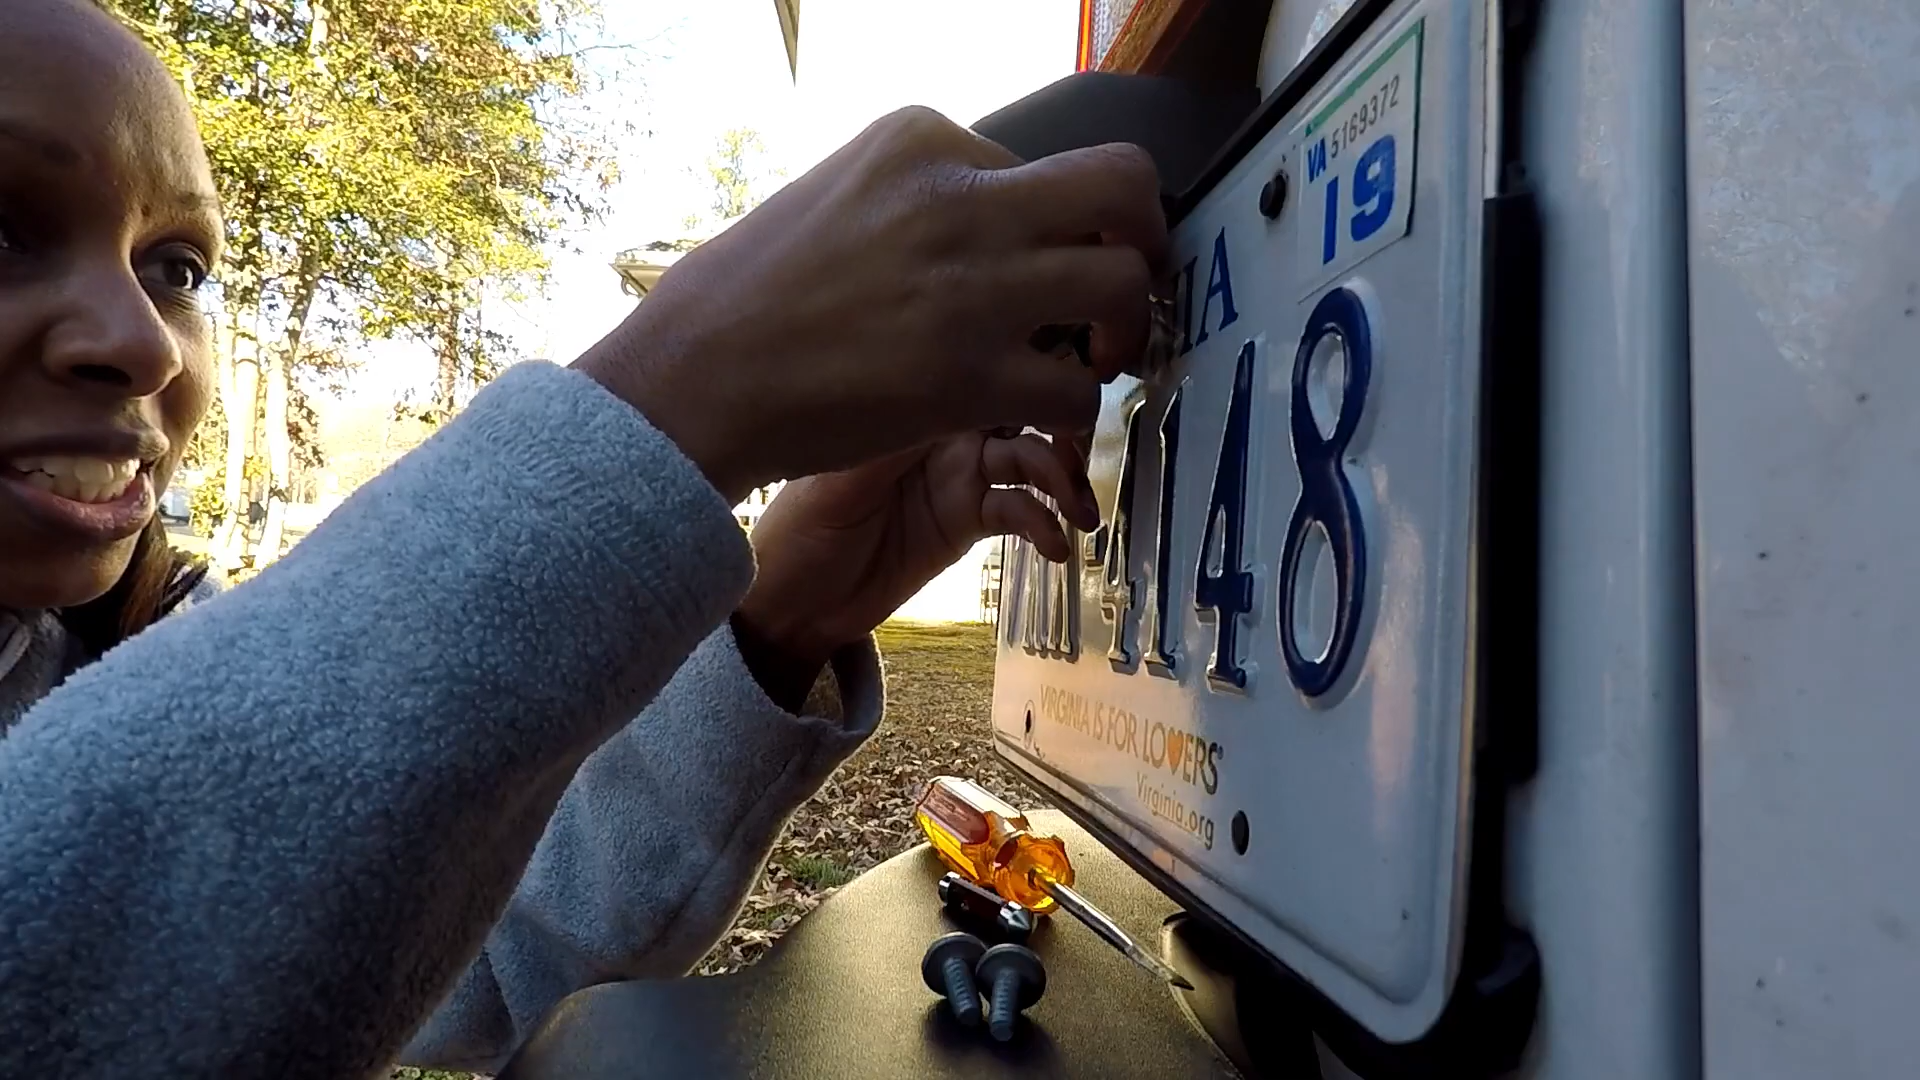 VA 5169372
19
4148
VIRGINIA IS FOR LOVERS
Virginia.org